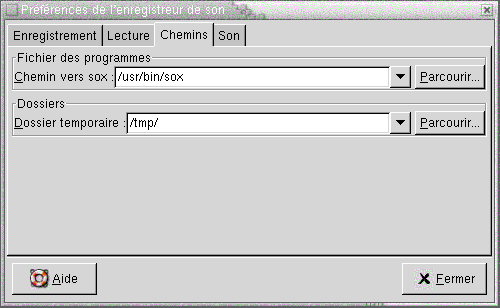 Préférences de l'enregistreur de son
Enregistrement Lecture Chemins Son
Fichier des programmes
Chemin vers sox : /usr/bin/sox Parcourir...
Dossiers
Dossier temporaire : /tmp/ Parcourir...
Aide Fermer